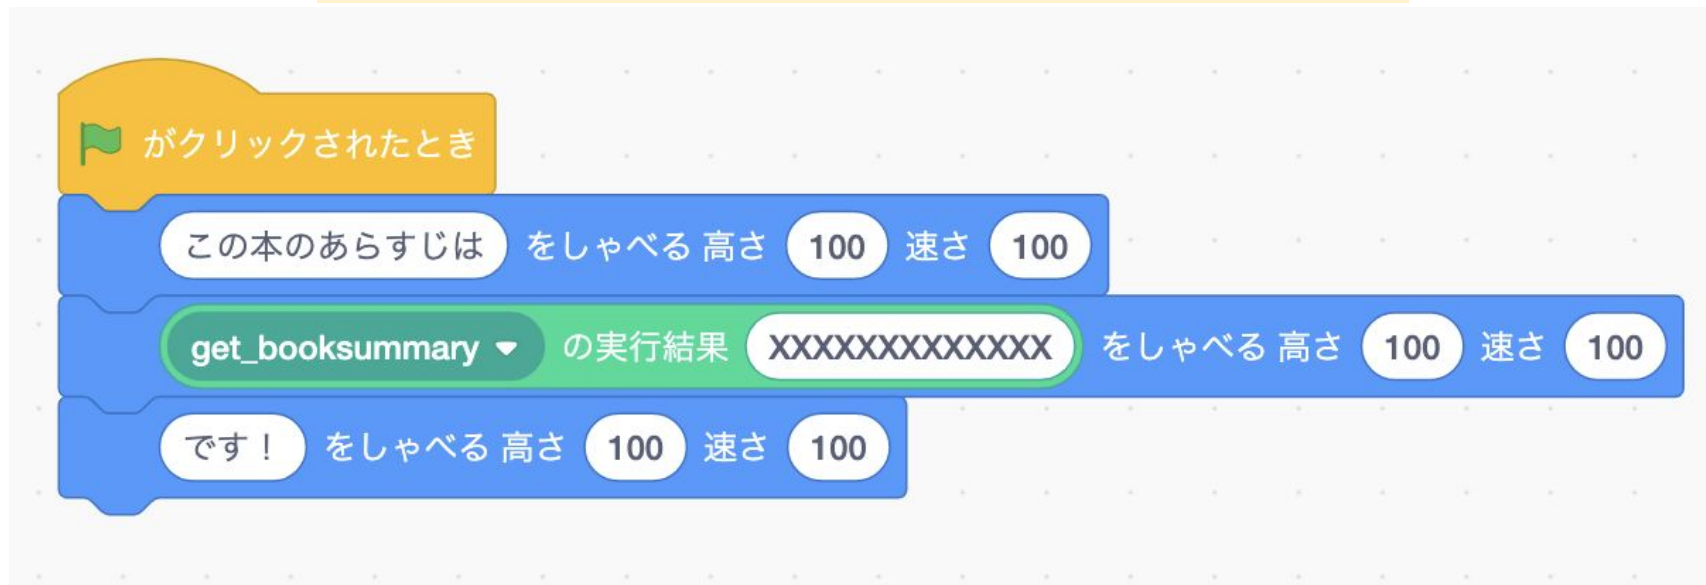 がクリックされたとき
この本のあらすじは をしゃべる 高さ 100 速さ 100
get_booksummary の実行結果 XXXXXXXXXXXXX をしゃべる 高さ 100 速さ 100
です！ をしゃべる 高さ 100 速さ 100